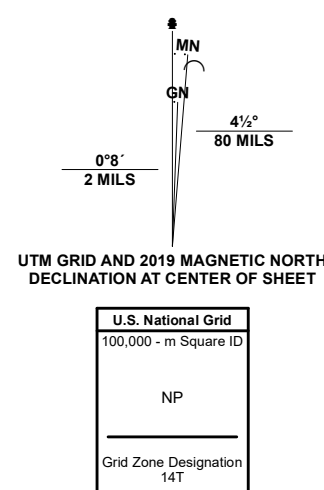 MN
GN
4½°
80 MILS
0°8´
2 MILS
UTM GRID AND 2019 MAGNETIC NORTH
DECLINATION AT CENTER OF SHEET
U.S. National Grid
100,000 - m Square ID
NP
Grid Zone Designation
14T